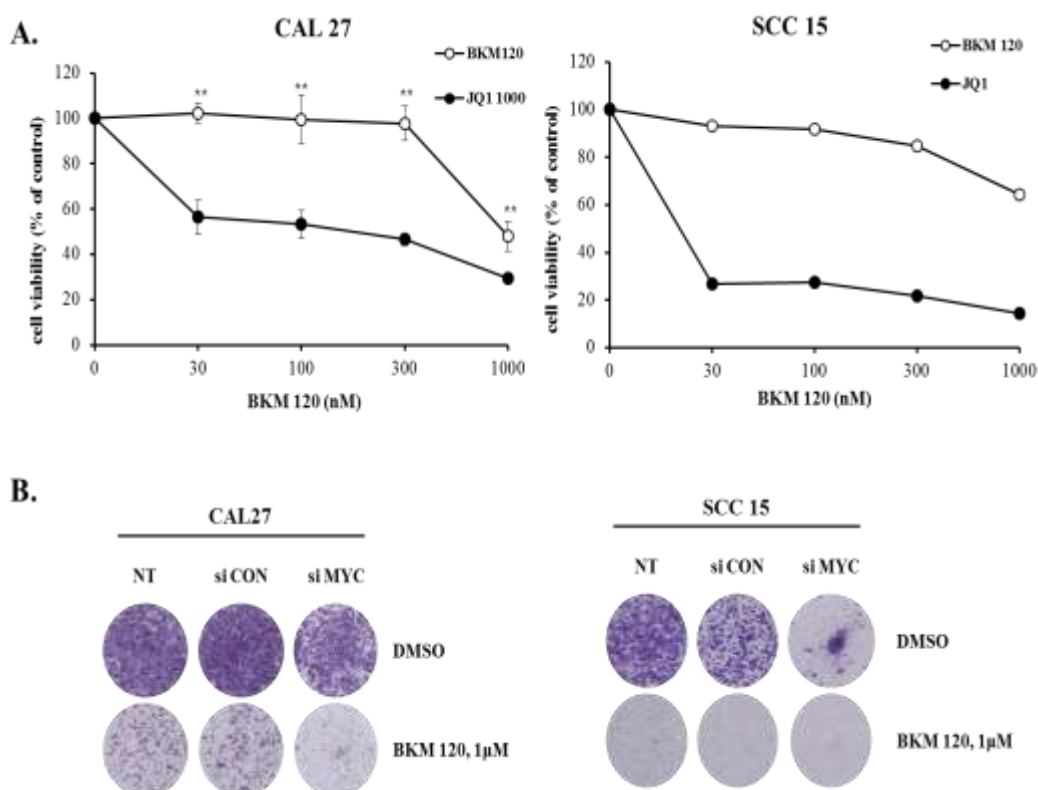 A.
CAL 27
BKM120
JQ1 1000
cell viability (% of control)
120
100
80
60
40
20
0
**
**
**
**
0 30 100 300 1000
BKM 120 (nM)
SCC 15
BKM 120
JQ1
cell viability (% of control)
120
100
80
60
40
20
0
0 30 100 300 1000
BKM 120 (nM)
B.
CAL27
NT si CON si MYC
DMSO
BKM 120, 1µM
SCC 15
NT si CON si MYC
DMSO
BKM 120, 1µM